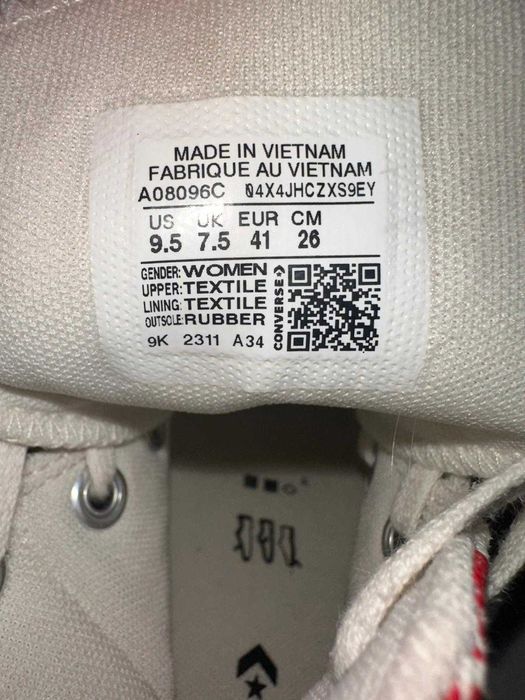 MADE IN VIETNAM
FABRIQUE AU VIETNAM
A08096C 04X4JHCZXS9EY
US UK EUR CM
9.5 7.5 41 26
GENDER: WOMEN
UPPER: TEXTILE
LINING: TEXTILE
OUTSOLE: RUBBER
CONVERSE
9K 2311 A34